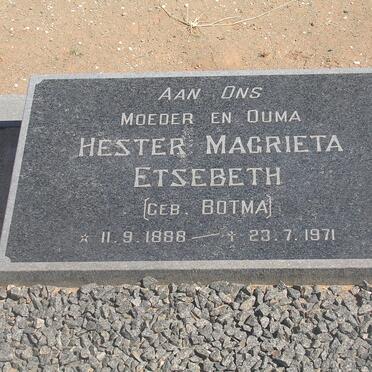 AAN ONS
MOEDER EN OUMA
HESTER MAGRIETA
ETSEBETH
(GEB. BOTMA)
* 11.9.1888 — † 23.7.1971